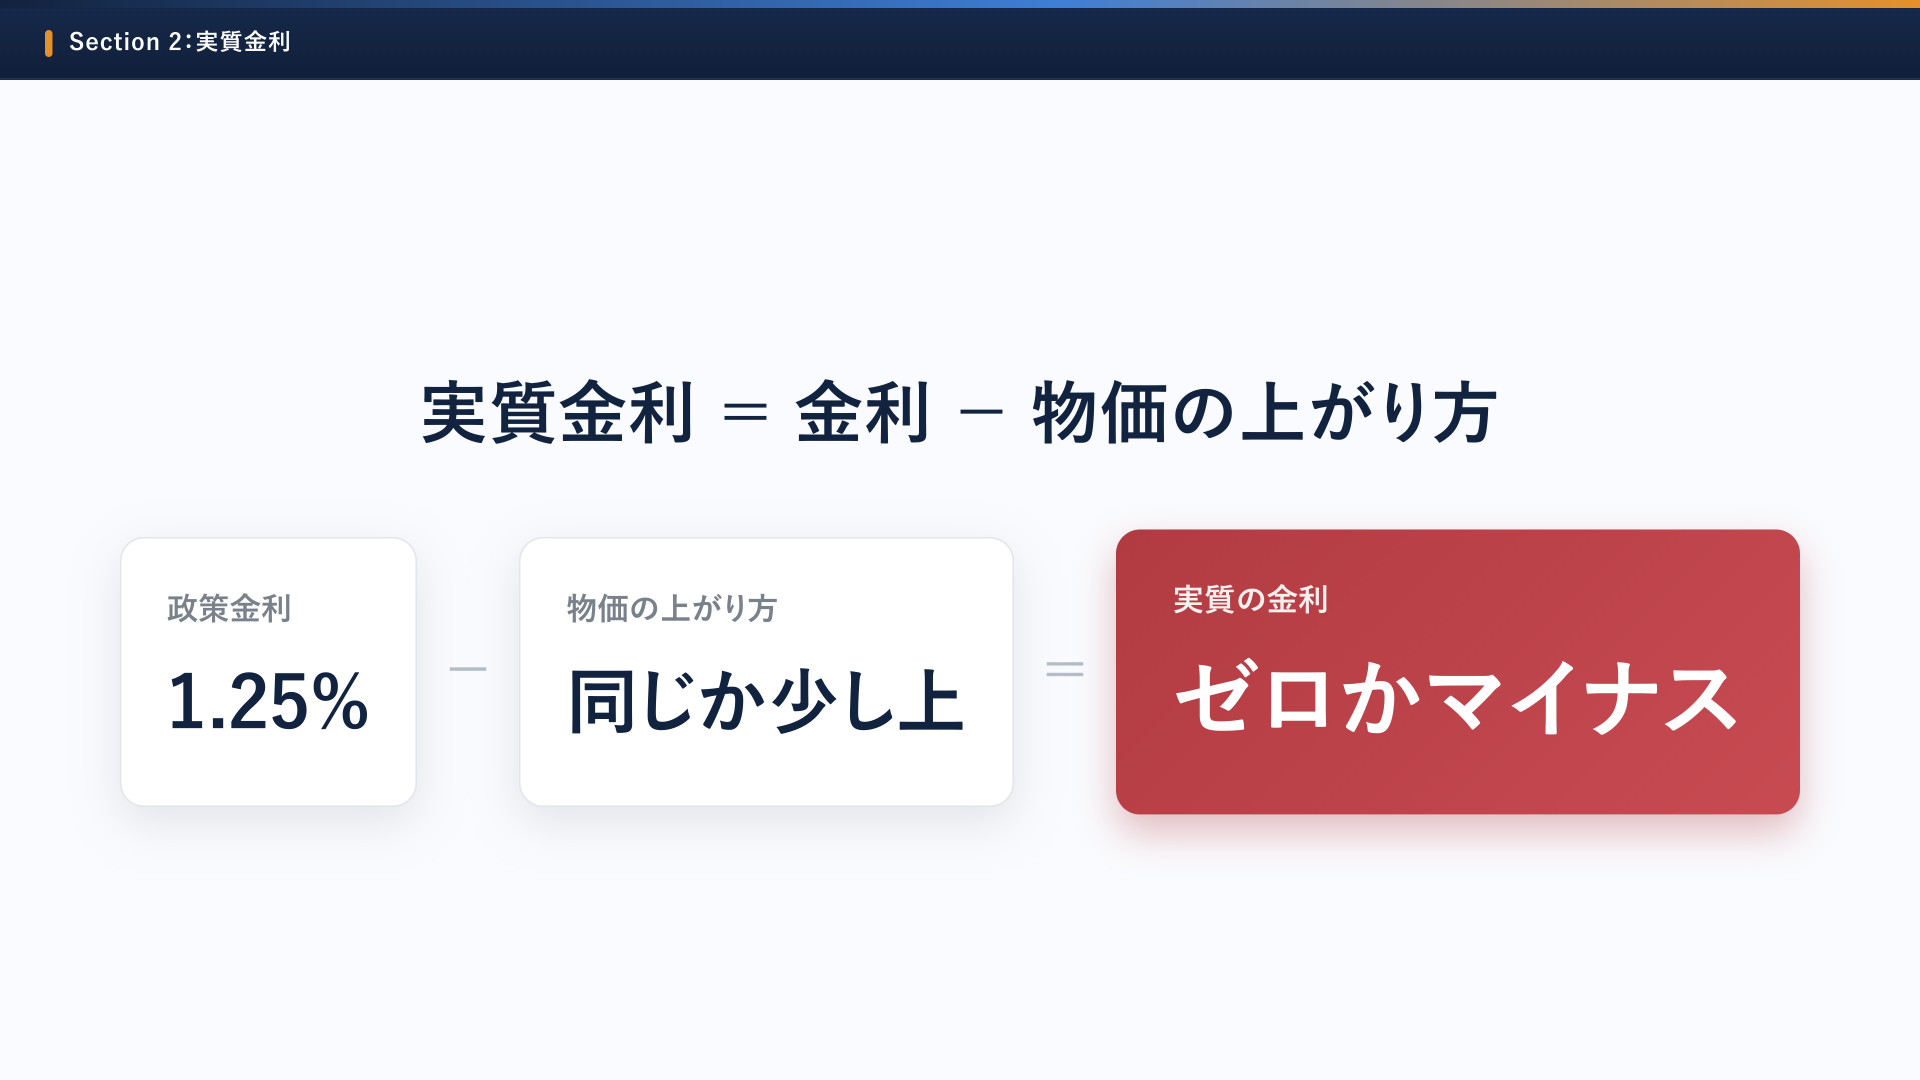 Section 2：実質金利
実質金利 ＝ 金利 － 物価の上がり方
政策金利
1.25%
－
物価の上がり方
同じか少し上
＝
実質の金利
ゼロかマイナス